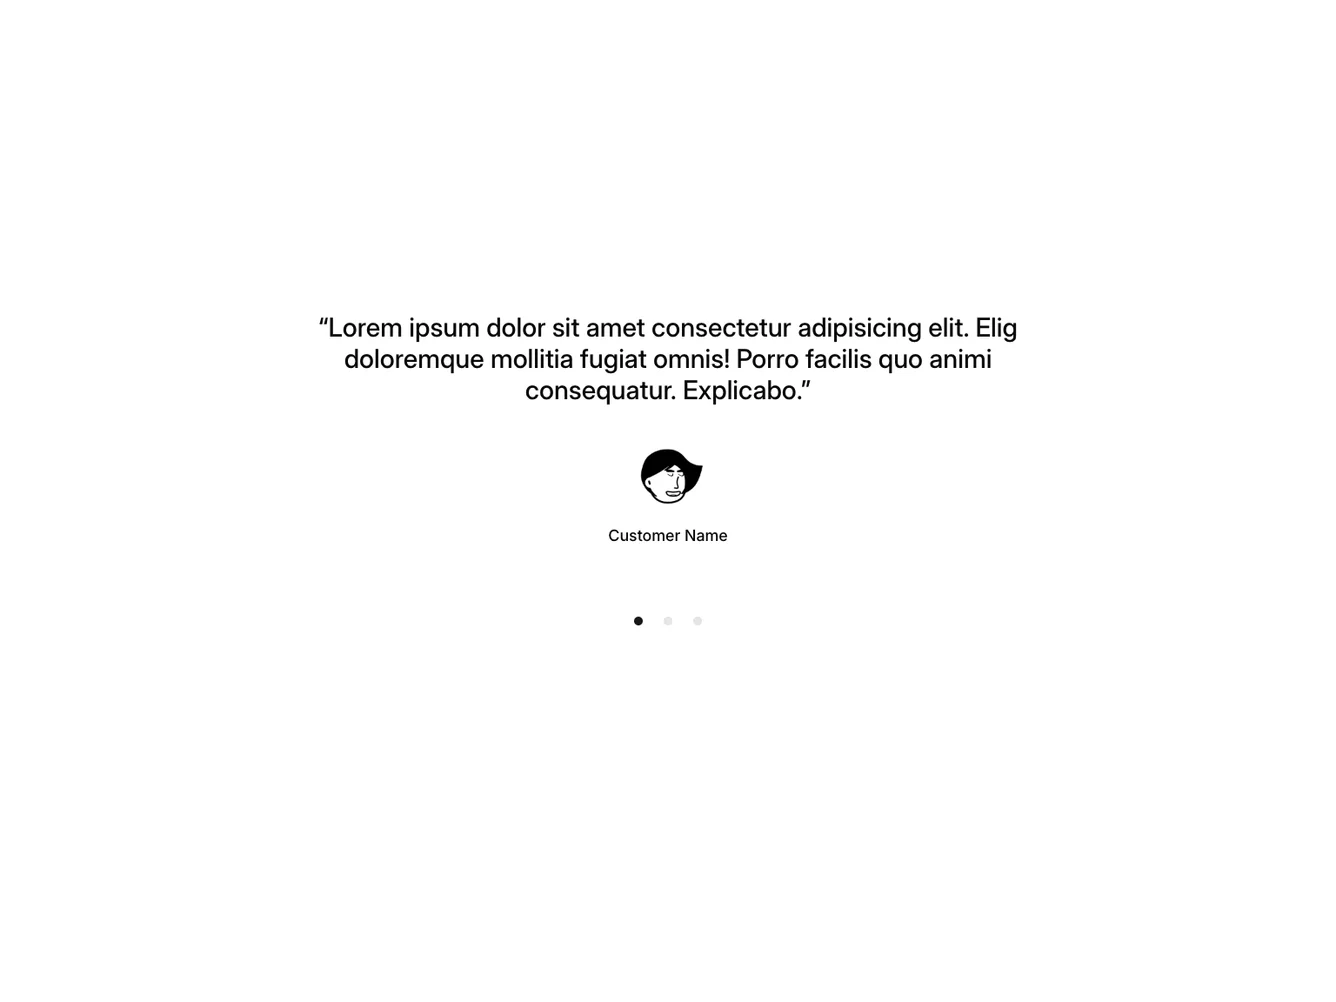 “Lorem ipsum dolor sit amet consectetur adipisicing elit. Elig
doloremque mollitia fugiat omnis! Porro facilis quo animi
consequatur. Explicabo.”
Customer Name